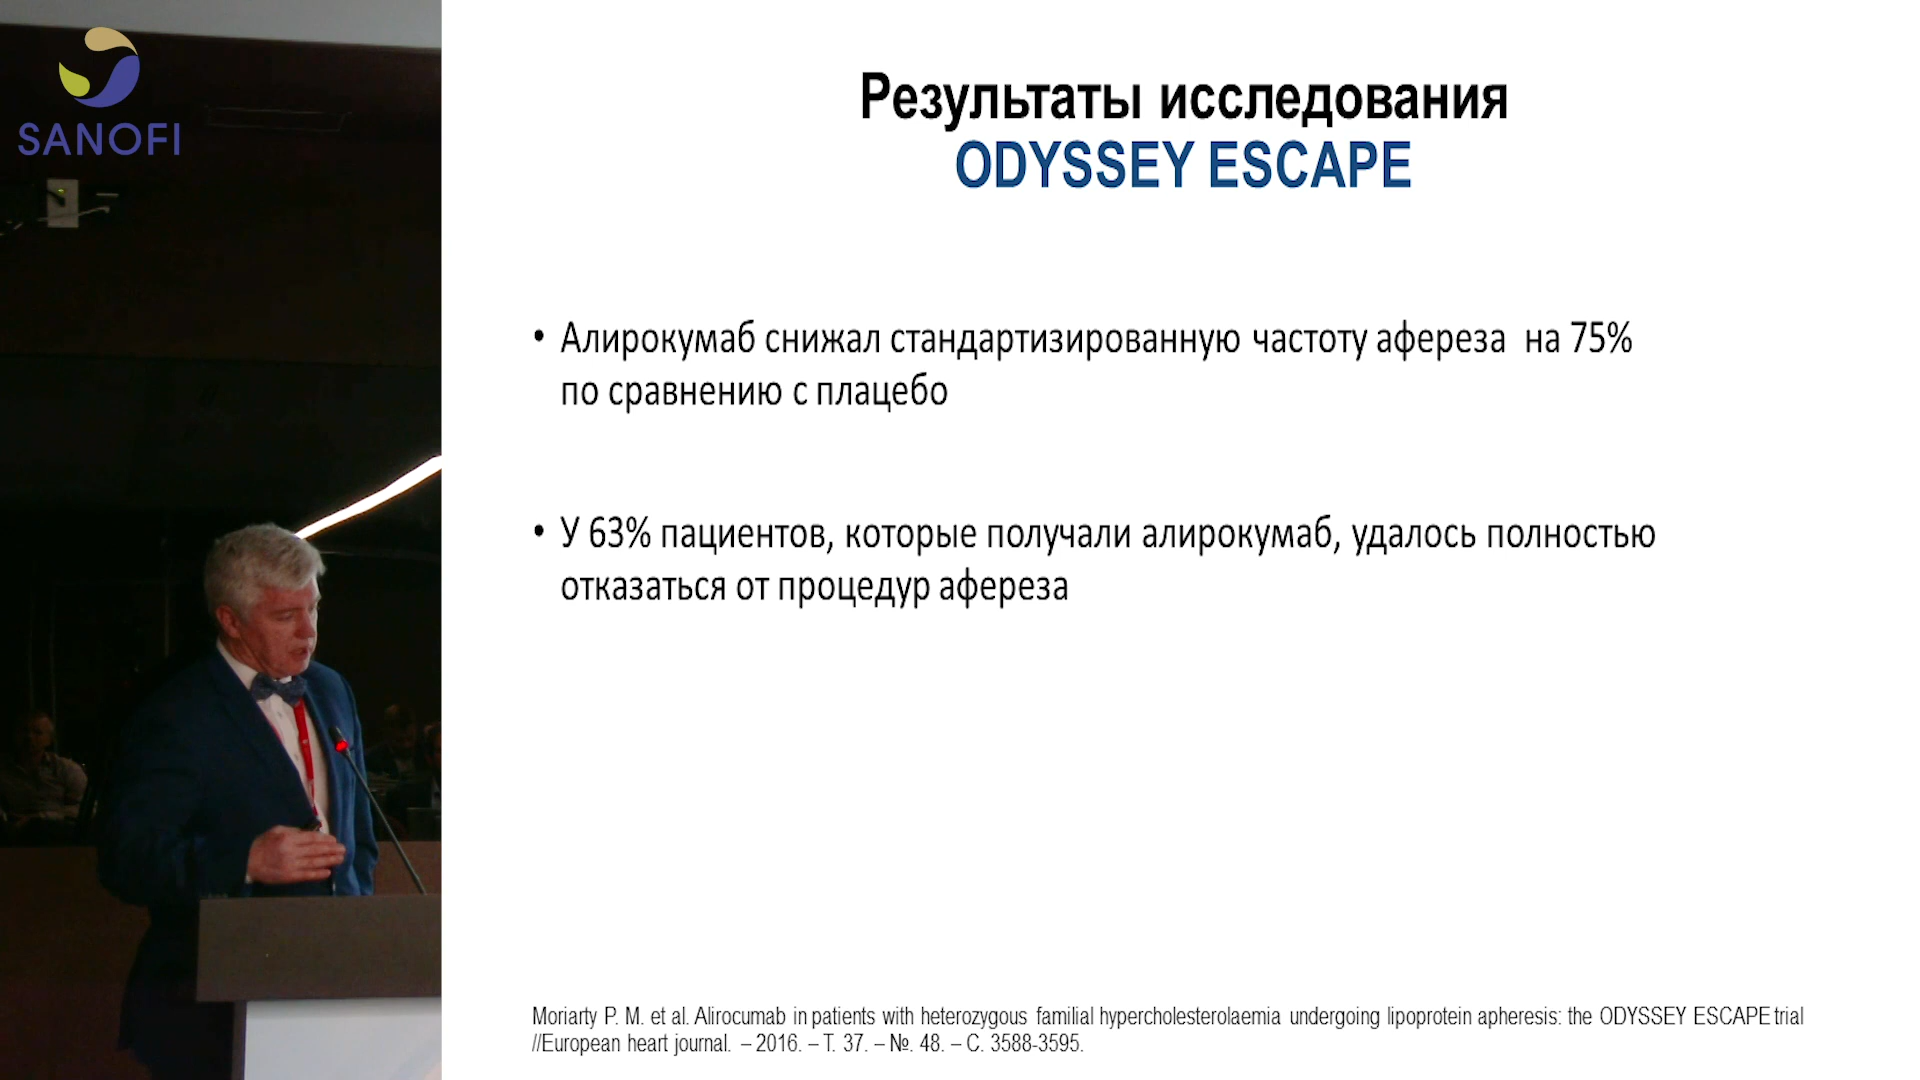 SANOFI
Результаты исследования
ODYSSEY ESCAPE
• Алирокумаб снижал стандартизированную частоту афереза на 75%
по сравнению с плацебо
• У 63% пациентов, которые получали алирокумаб, удалось полностью
отказаться от процедур афереза
Moriarty P. M. et al. Alirocumab in patients with heterozygous familial hypercholesterolaemia undergoing lipoprotein apheresis: the ODYSSEY ESCAPE trial
//European heart journal. – 2016. – Т. 37. – №. 48. – С. 3588-3595.